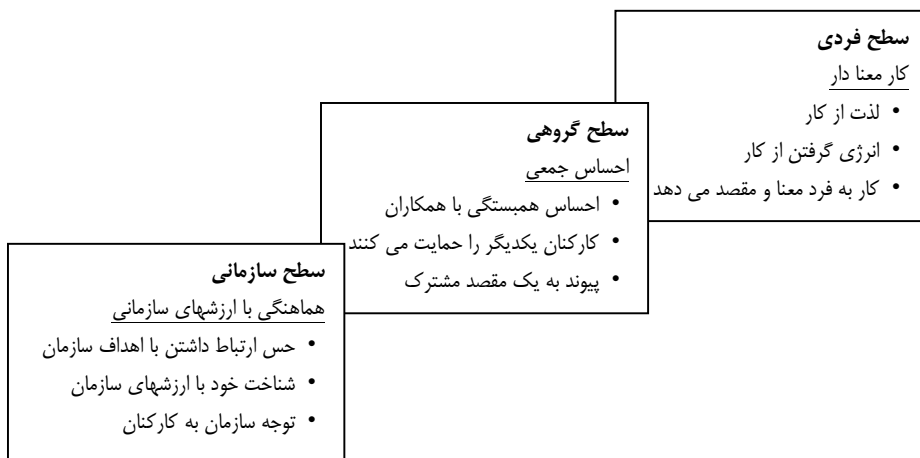 سطح فردی
کار معنا دار
• لذت از کار
• انرژی گرفتن از کار
• کار به فرد معنا و مقصد می دهد
سطح گروهی
احساس جمعی
• احساس همبستگی با همکاران
• کارکنان یکدیگر را حمایت می کنند
• پیوند به یک مقصد مشترک
سطح سازمانی
هماهنگی با ارزشهای سازمانی
• حس ارتباط داشتن با اهداف سازمان
• شناخت خود با ارزشهای سازمان
• توجه سازمان به کارکنان